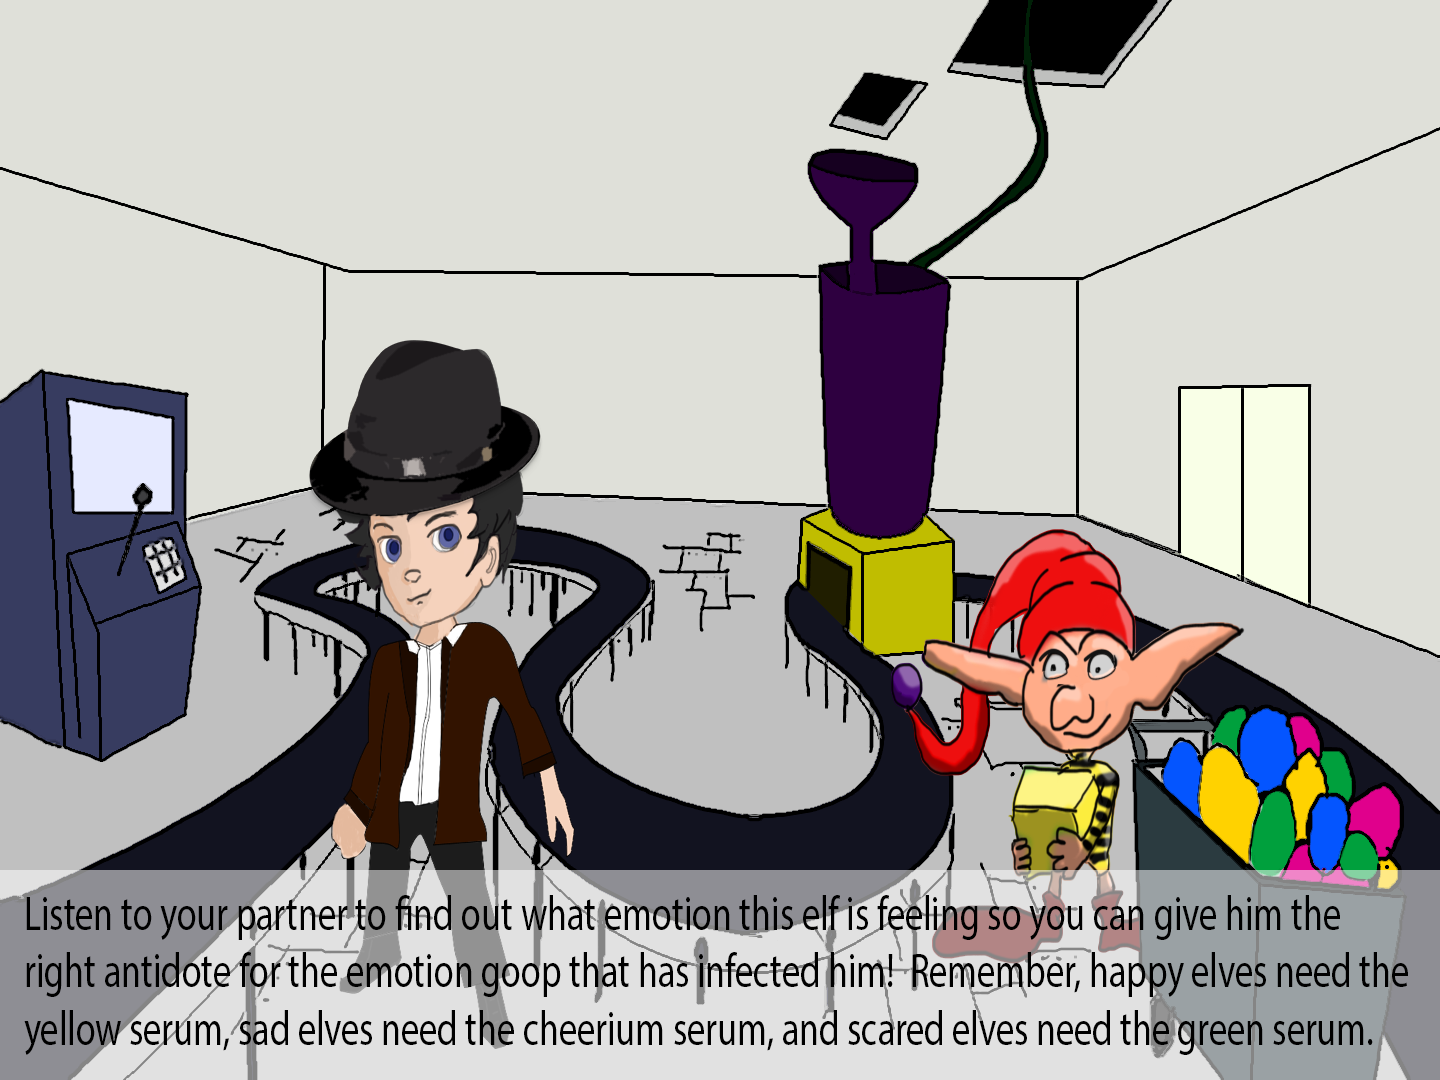 Listen to your partner to find out what emotion this elf is feeling so you can give him the
right antidote for the emotion goop that has infected him!  Remember, happy elves need the
yellow serum, sad elves need the cheerium serum, and scared elves need the green serum.